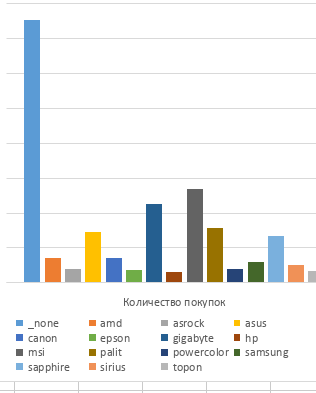 Количество покупок
_none amd asrock asus
canon epson gigabyte hp
msi palit powercolor samsung
sapphire sirius topon